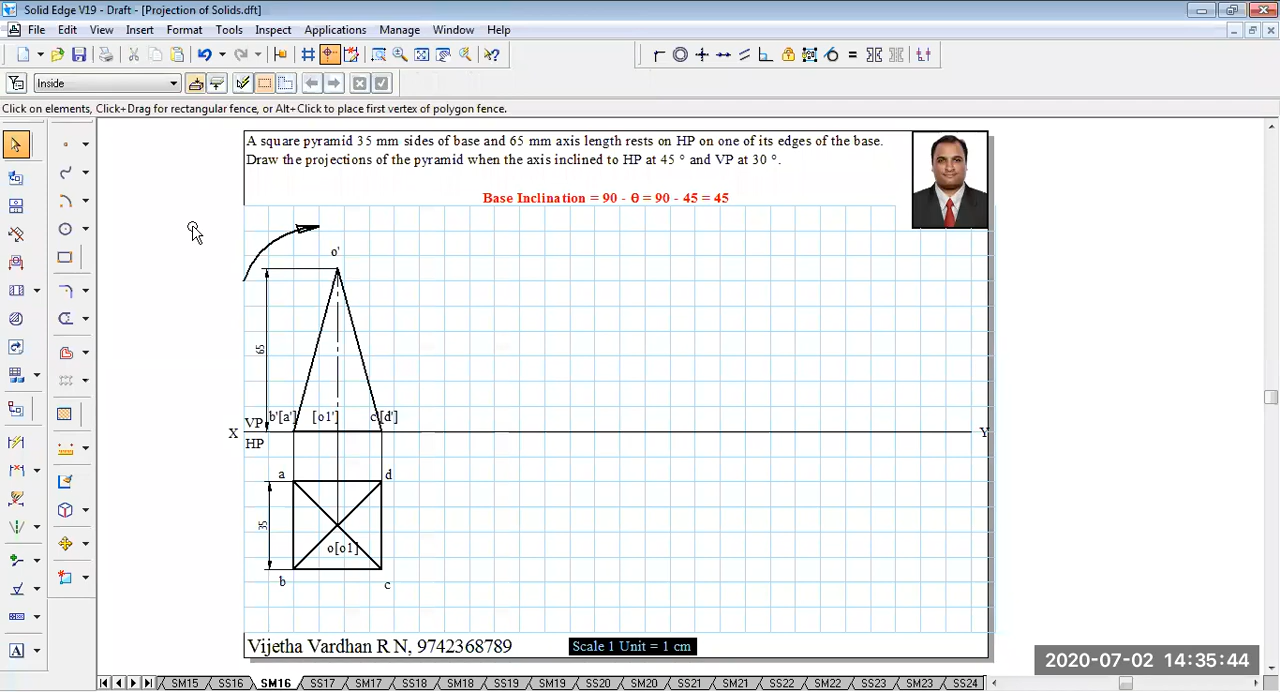 Solid Edge V19 - Draft - [Projection of Solids.dft]
File Edit View Insert Format Tools Inspect Applications Manage Window Help
Inside
Click on elements, Click+Drag for rectangular fence, or Alt+Click to place first vertex of polygon fence.
A square pyramid 35 mm sides of base and 65 mm axis length rests on HP on one of its edges of the base.
Draw the projections of the pyramid when the axis inclined to HP at 45 ° and VP at 30 °.
Base Inclination = 90 - θ = 90 - 45 = 45
o'
65
b'[a'] [o1'] c'[d']
VP
X Y
HP
a d
35
o[o1]
b c
Vijetha Vardhan R N, 9742368789
Scale 1 Unit = 1 cm
2020-07-02 14:35:44
SM15 SS16 SM16 SS17 SM17 SS18 SM18 SS19 SM19 SS20 SM20 SS21 SM21 SS22 SM22 SS23 SM23 SS24